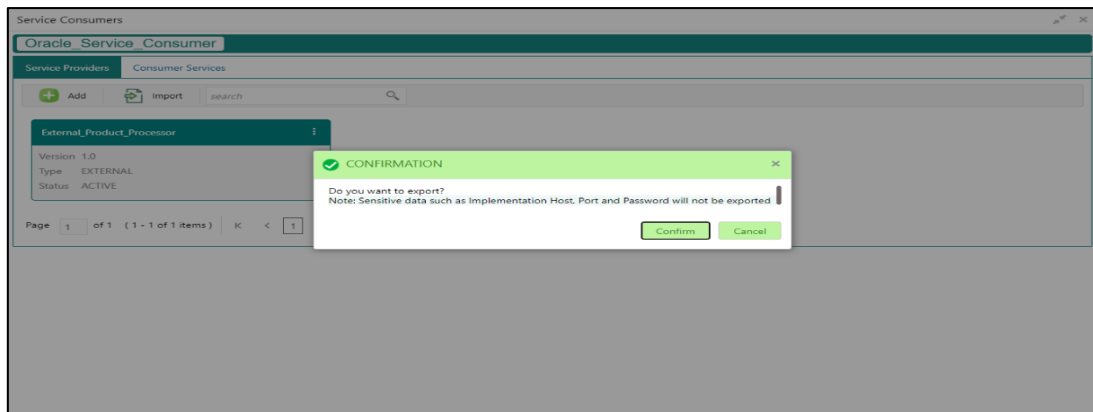 Service Consumers
Oracle_Service_Consumer
Service Providers Consumer Services
Add Import search
External_Product_Processor
Version 1.0
Type EXTERNAL
Status ACTIVE
CONFIRMATION
Do you want to export?
Note: Sensitive data such as Implementation Host, Port and Password will not be exported
Confirm Cancel
Page 1 of 1 ( 1 - 1 of 1 items ) K < 1